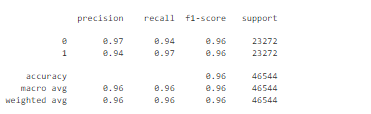 precision recall f1-score support
0 0.97 0.94 0.96 23272
1 0.94 0.97 0.96 23272
accuracy 0.96 46544
macro avg 0.96 0.96 0.96 46544
weighted avg 0.96 0.96 0.96 46544